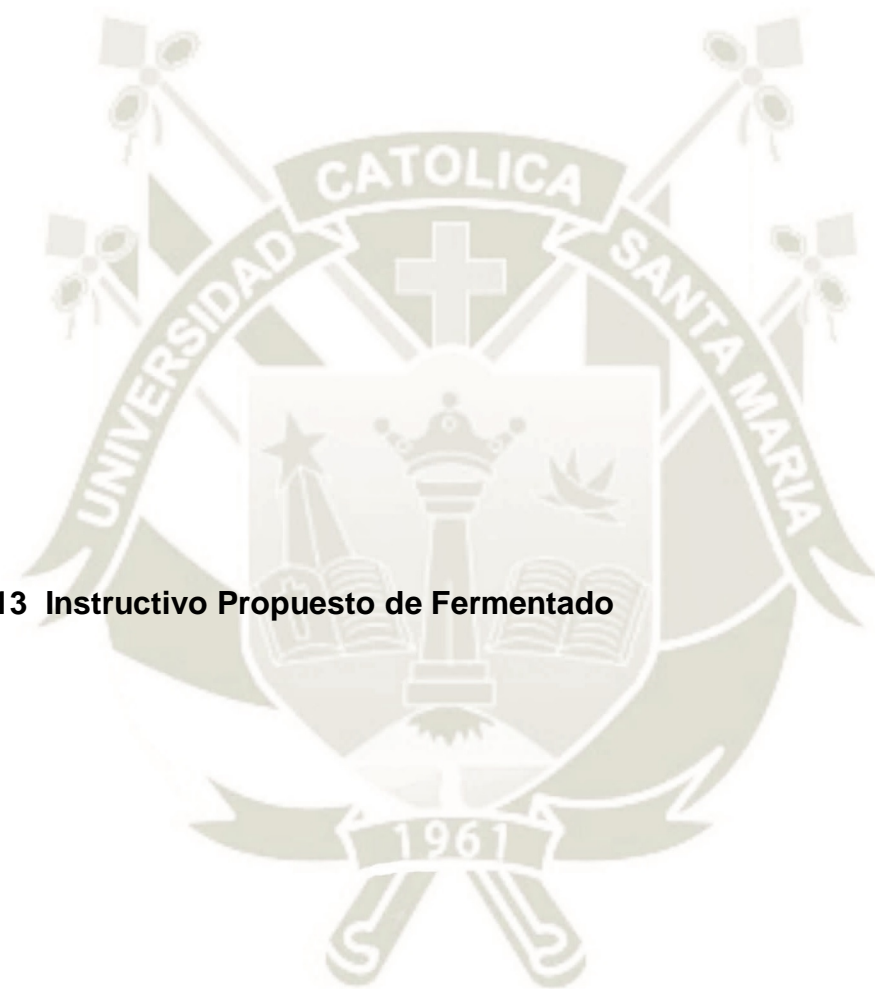 CATOLICA
UNIVERSIDAD
SANTA MARIA
13 Instructivo Propuesto de Fermentado
1961